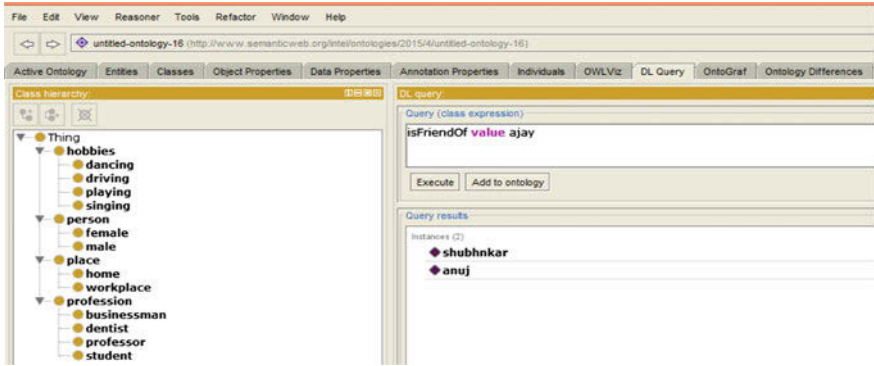 File Edit View Reasoner Tools Refactor Window Help
untitled-ontology-16 (http://www.semanticweb.org/intel/ontologies/2015/4/untitled-ontology-16)
Active Ontology Entities Classes Object Properties Data Properties Annotation Properties Individuals OWLViz DL Query OntoGraf Ontology Differences
Class hierarchy:
Thing
hobbies
dancing
driving
playing
singing
person
female
male
place
home
workplace
profession
businessman
dentist
professor
student
DL query:
Query (class expression)
isFriendOf value ajay
Execute Add to ontology
Query results
Instances (2)
shubhnkar
anuj